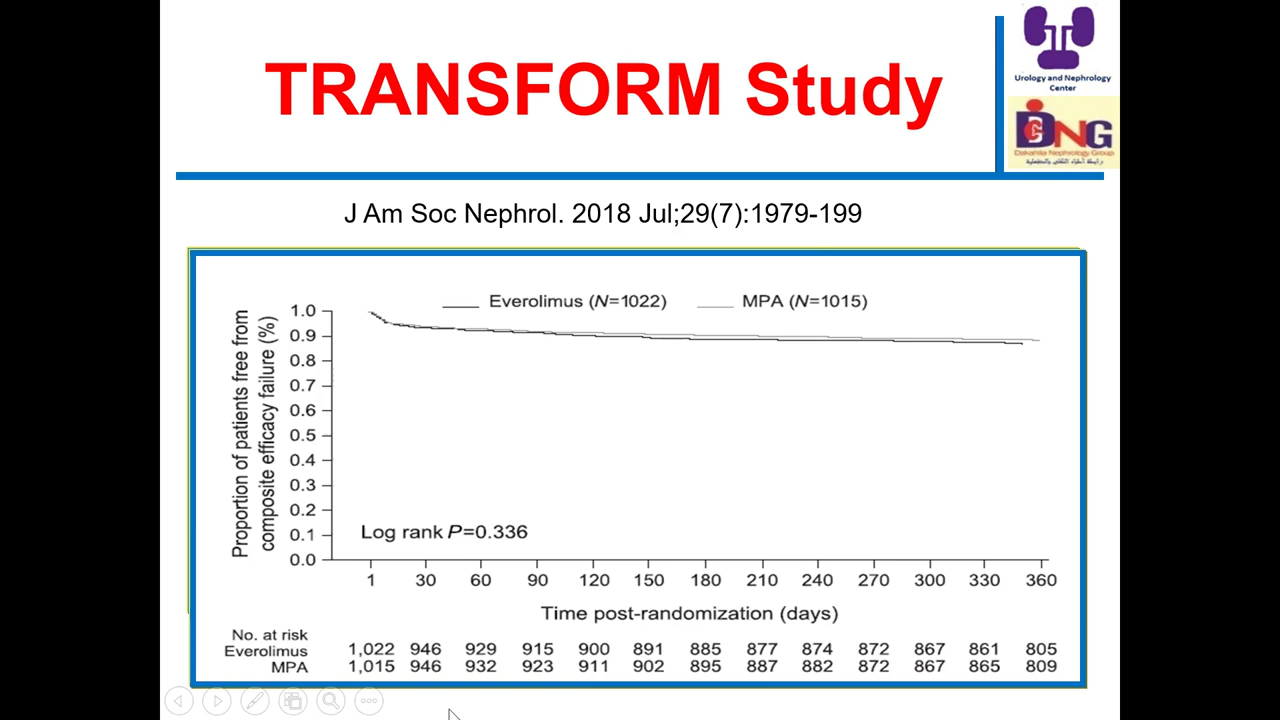 TRANSFORM Study
Urology and Nephrology
Center
DCNG
Dakahlia Nephrology Group
J Am Soc Nephrol. 2018 Jul;29(7):1979-199
Everolimus (N=1022) MPA (N=1015)
Proportion of patients free from
composite efficacy failure (%)
1.0
0.9
0.8
0.7
0.6
0.5
0.4
0.3
0.2
0.1
0.0
Log rank P=0.336
1 30 60 90 120 150 180 210 240 270 300 330 360
Time post-randomization (days)
No. at risk
Everolimus 1,022 946 929 915 900 891 885 877 874 872 867 861 805
MPA 1,015 946 932 923 911 902 895 887 882 872 867 865 809